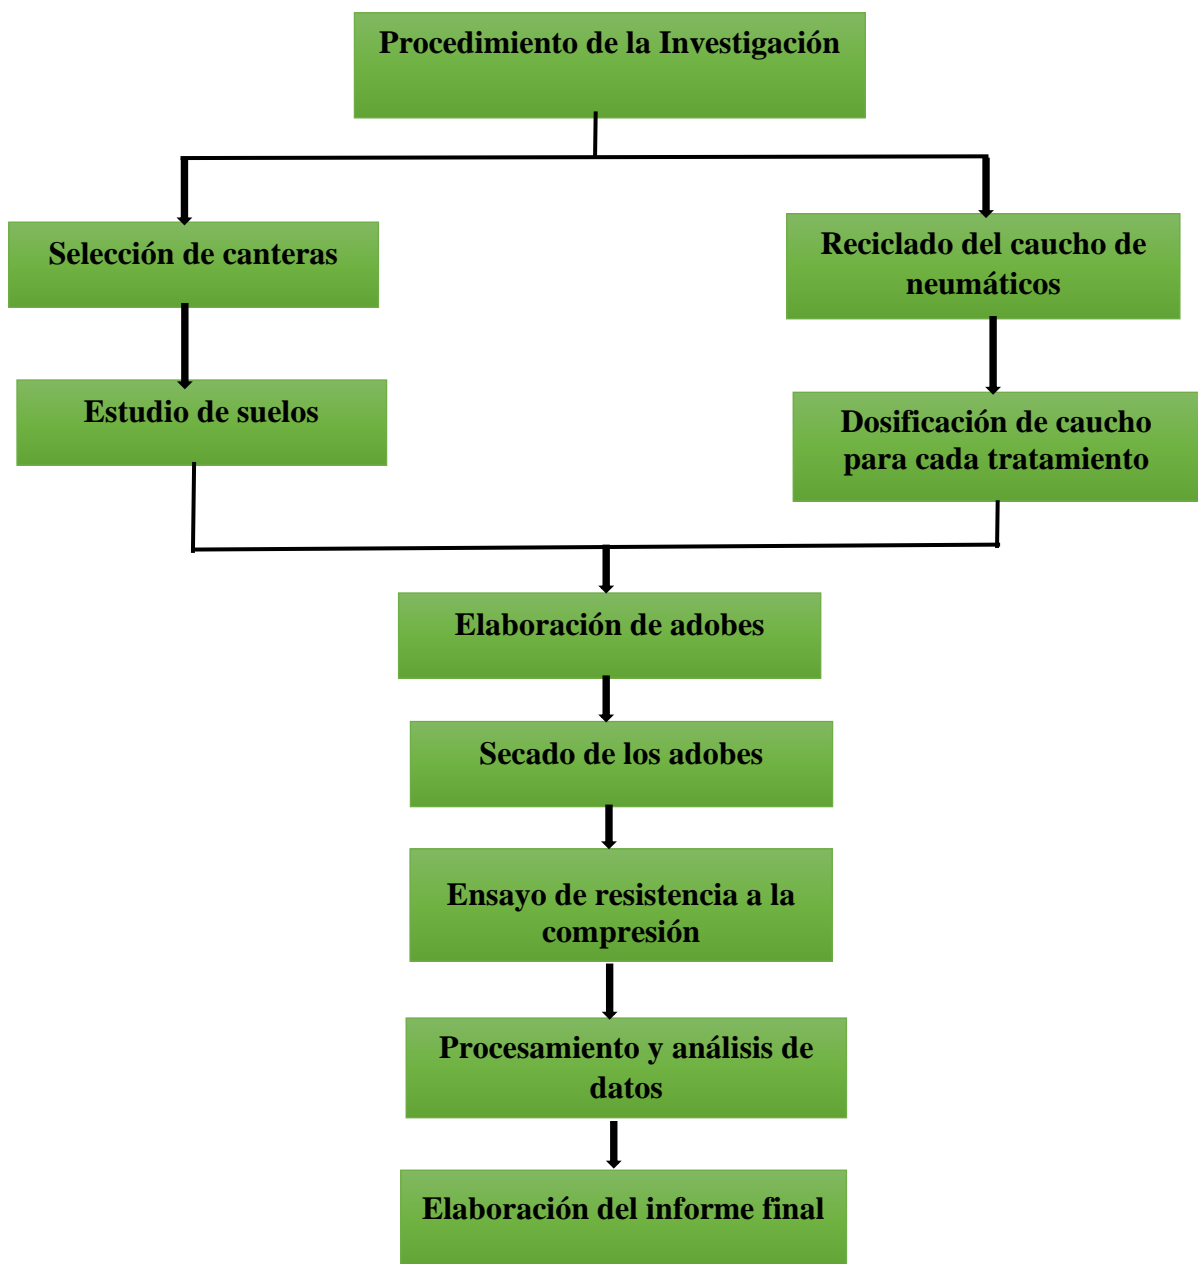 Procedimiento de la Investigación
Selección de canteras
Reciclado del caucho de
neumáticos
Estudio de suelos
Dosificación de caucho
para cada tratamiento
Elaboración de adobes
Secado de los adobes
Ensayo de resistencia a la
compresión
Procesamiento y análisis de
datos
Elaboración del informe final